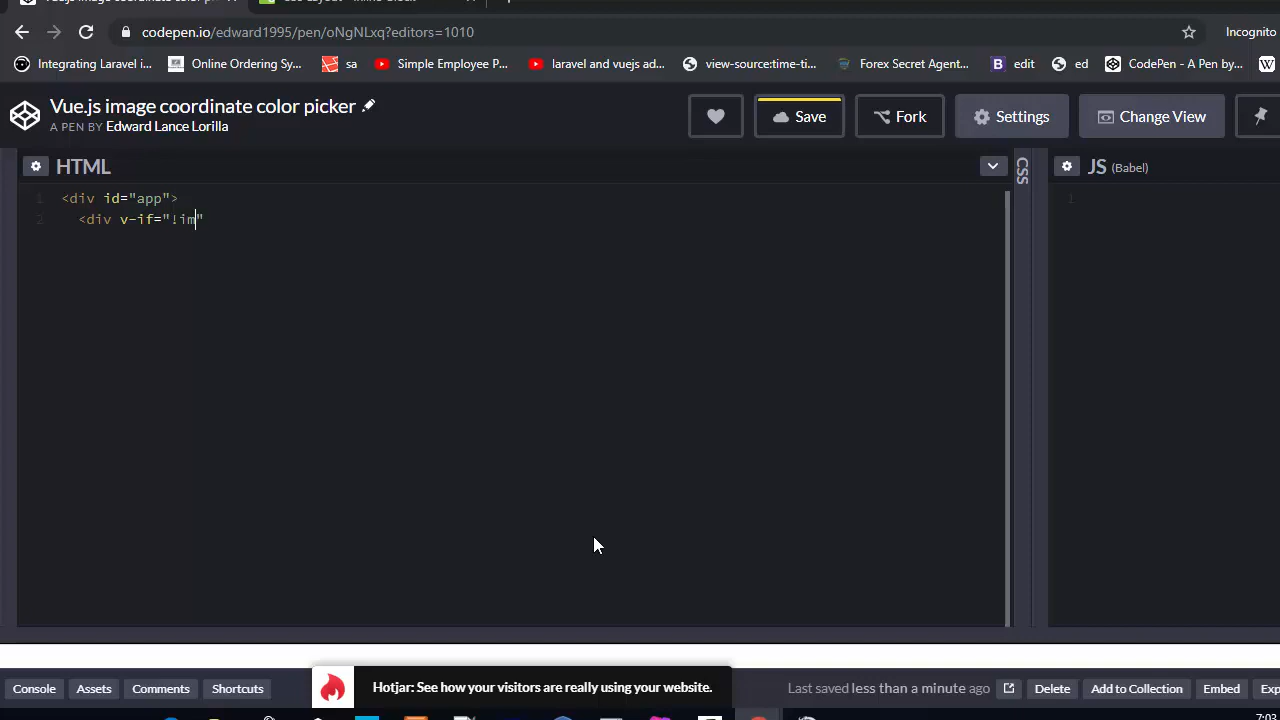 codepen.io/edward1995/pen/oNgNLxq?editors=1010
Incognito
Integrating Laravel i...
Online Ordering Sy...
sa
Simple Employee P...
laravel and vuejs ad...
view-source:time-ti...
Forex Secret Agent...
edit
ed
CodePen - A Pen by...
Vue.js image coordinate color picker
A PEN BY Edward Lance Lorilla
Save
Fork
Settings
Change View
HTML
CSS
JS (Babel)
1 <div id="app">
2 <div v-if="!im"
1
Console
Assets
Comments
Shortcuts
Hotjar: See how your visitors are really using your website.
Last saved less than a minute ago
Delete
Add to Collection
Embed
Exp